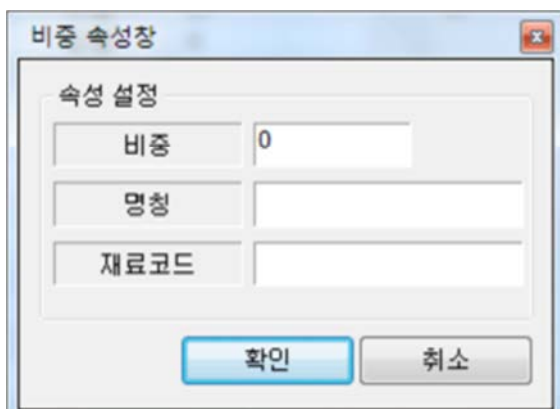 비중 속성창
속성 설정
비중 0
명칭
재료코드
확인 취소